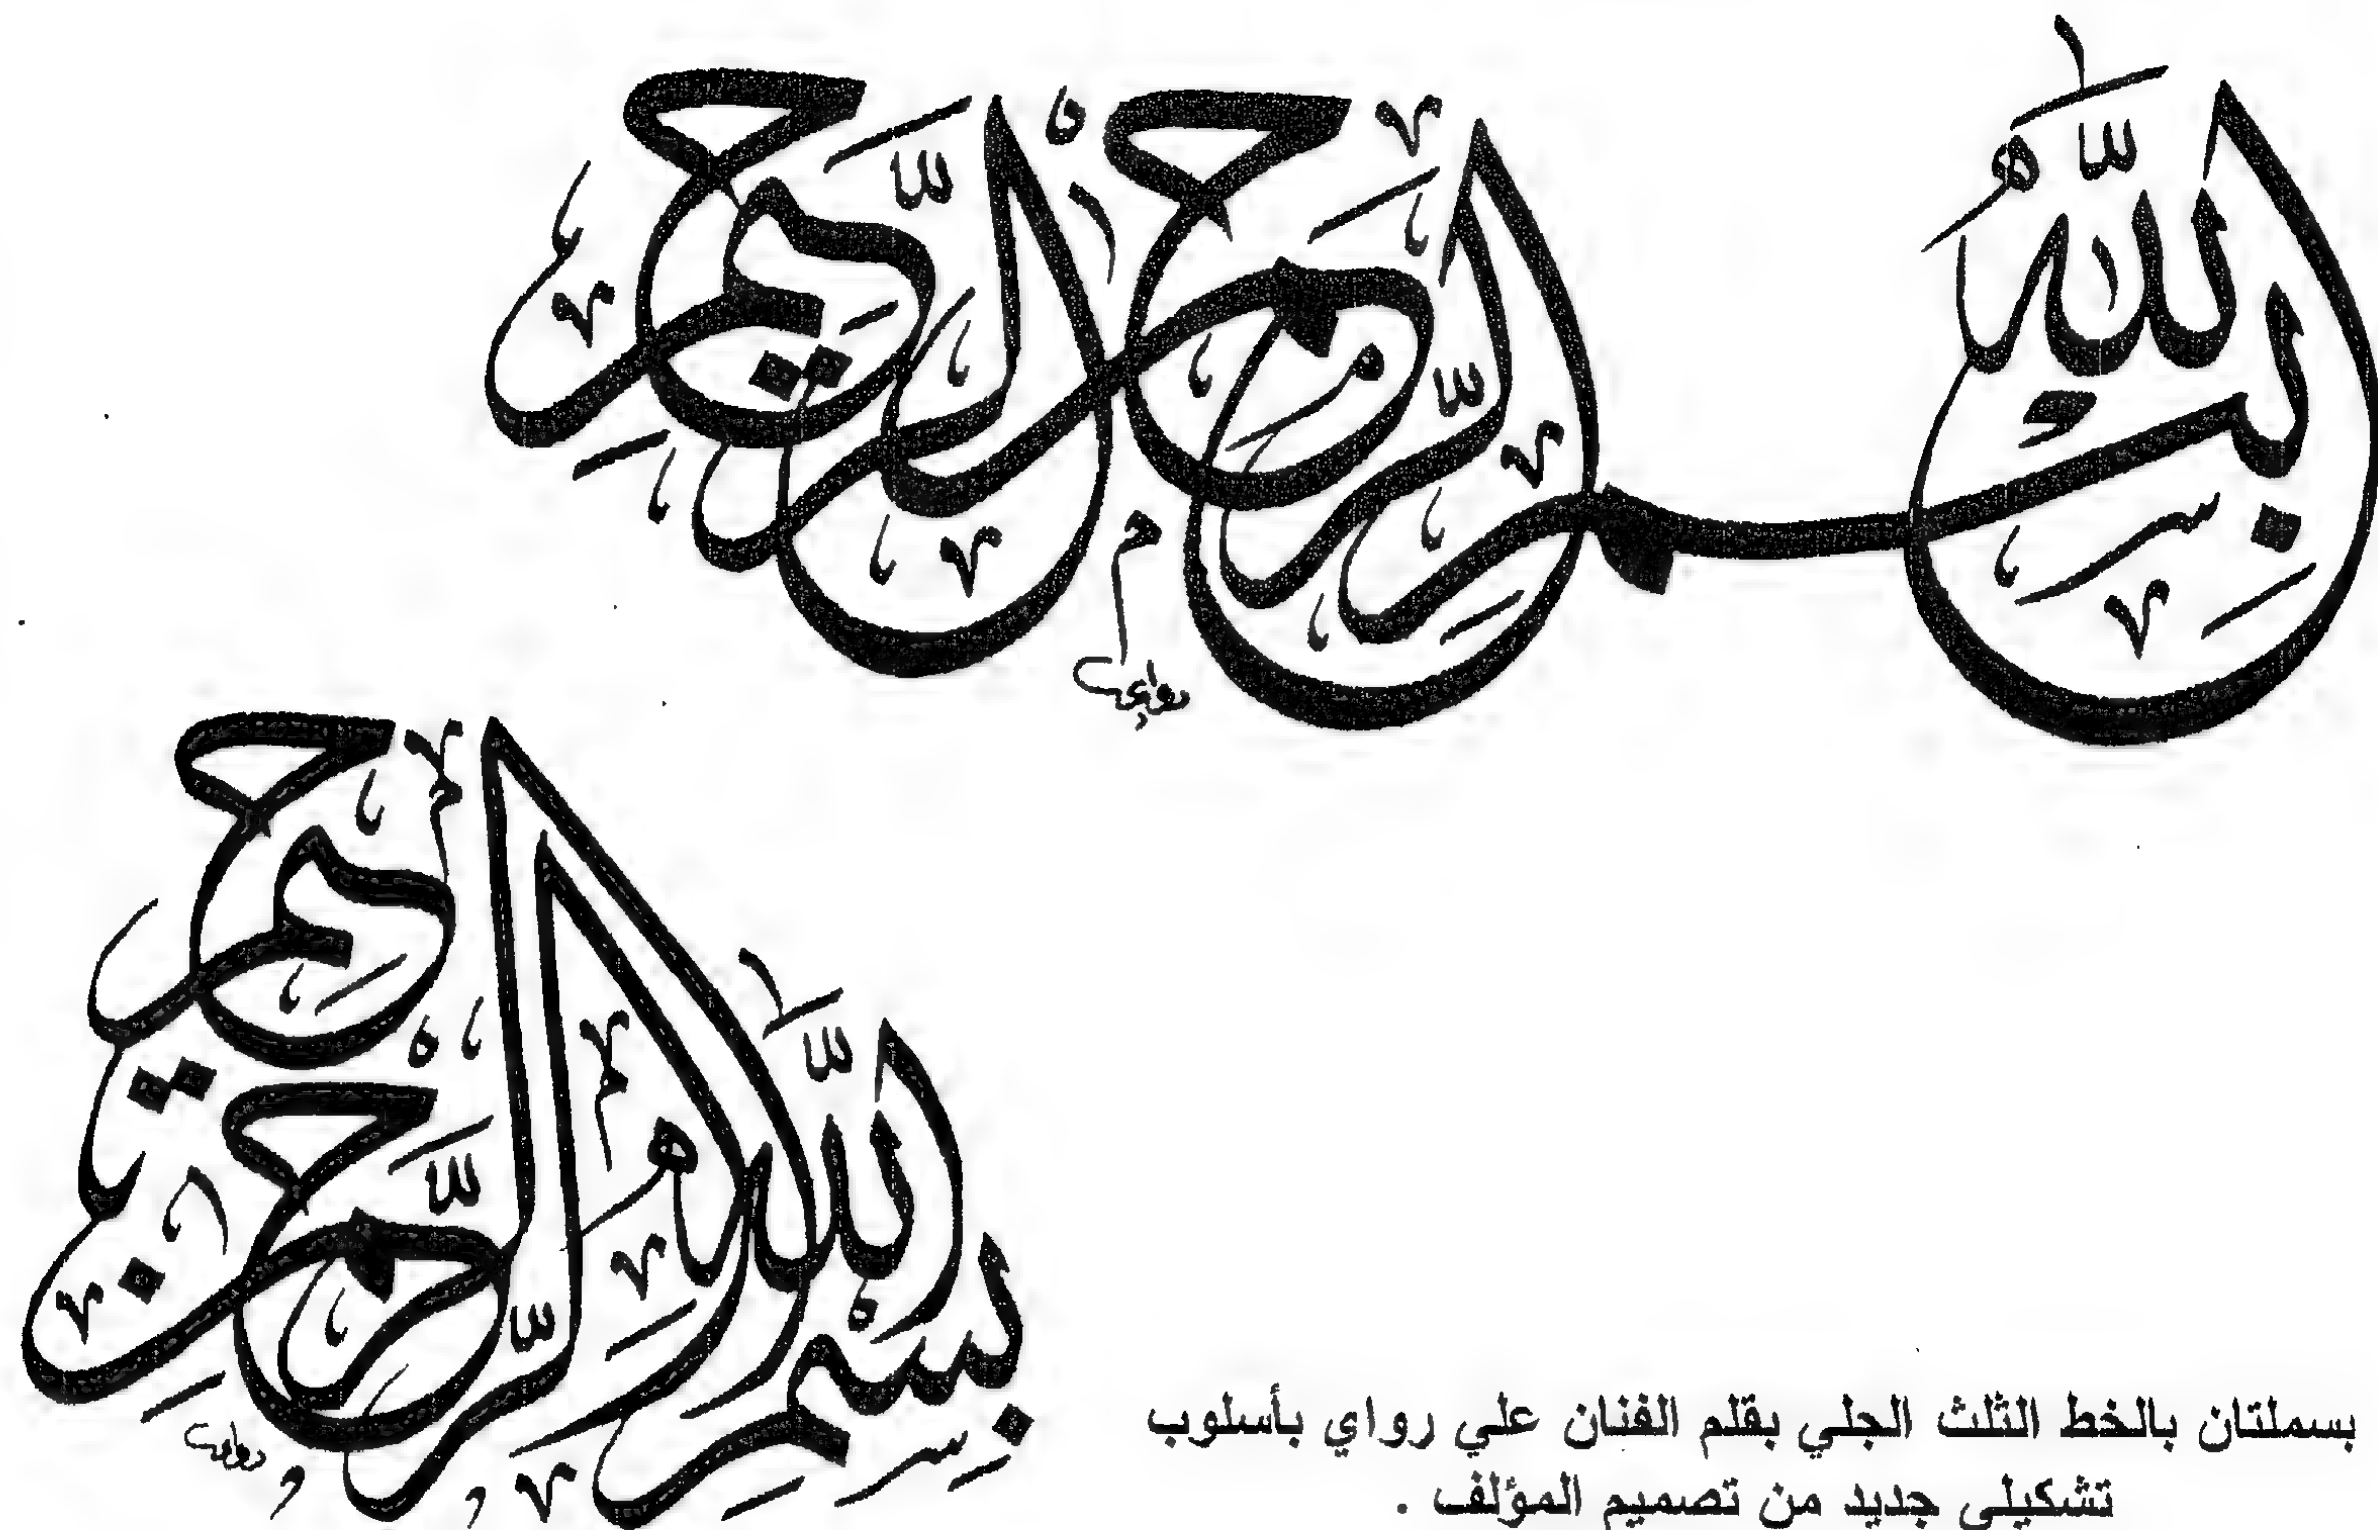 بسم الله الرحمن الرحيم
رواي
بسم الله الرحمن الرحيم
رواي
بسملتان بالخط الثلث الجلي بقلم الفنان علي رواي بأسلوب
تشكيلي جديد من تصميم المؤلف .